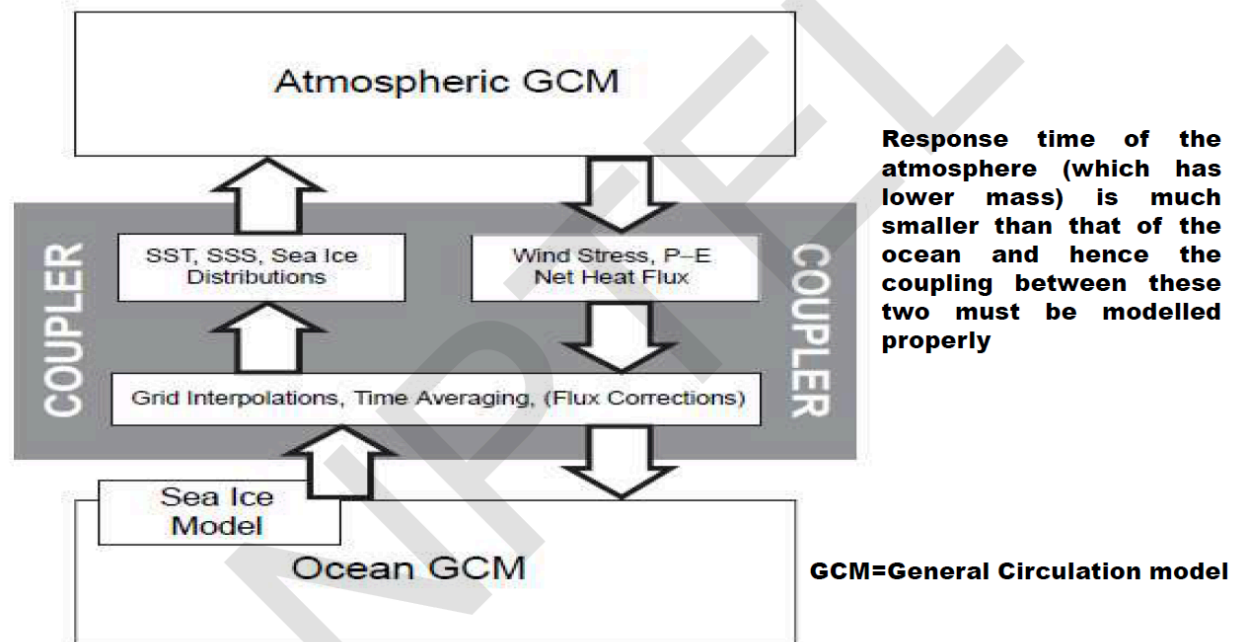 Atmospheric GCM
Response time of the
atmosphere (which has
lower mass) is much
smaller than that of the
ocean and hence the
coupling between these
two must be modelled
properly
COUPLER
SST, SSS, Sea Ice
Distributions
Wind Stress, P–E
Net Heat Flux
COUPLER
Grid Interpolations, Time Averaging, (Flux Corrections)
Sea Ice
Model
Ocean GCM
GCM=General Circulation model
NPTEL